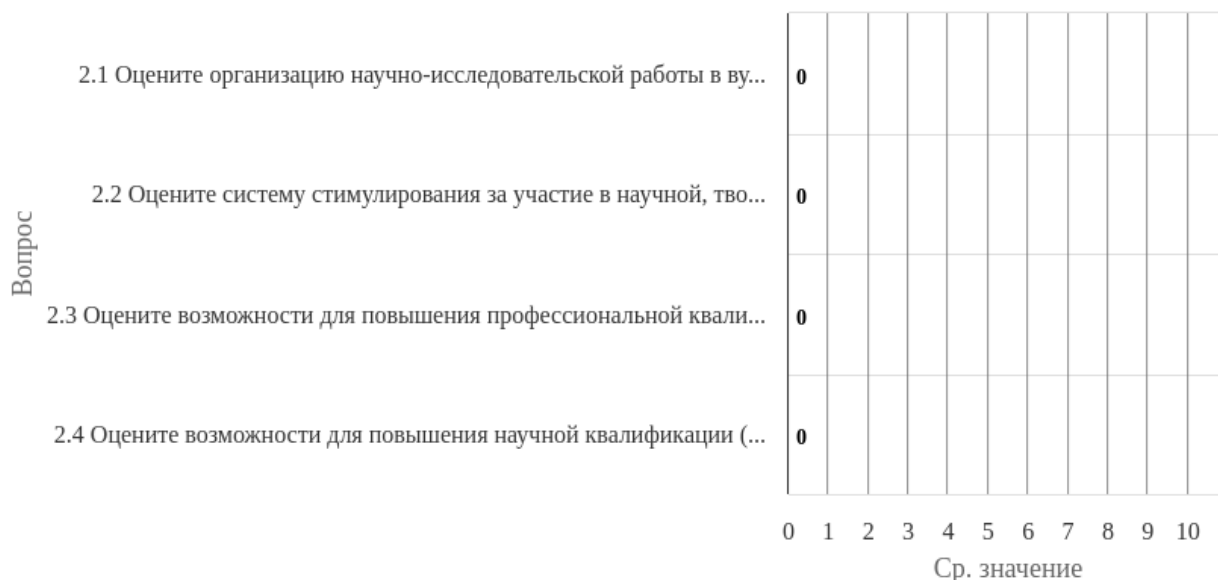 2.1 Оцените организацию научно-исследовательской работы в ву...
0
2.2 Оцените систему стимулирования за участие в научной, тво...
0
Вопрос
2.3 Оцените возможности для повышения профессиональной квали...
0
2.4 Оцените возможности для повышения научной квалификации (...
0
0 1 2 3 4 5 6 7 8 9 10
Ср. значение